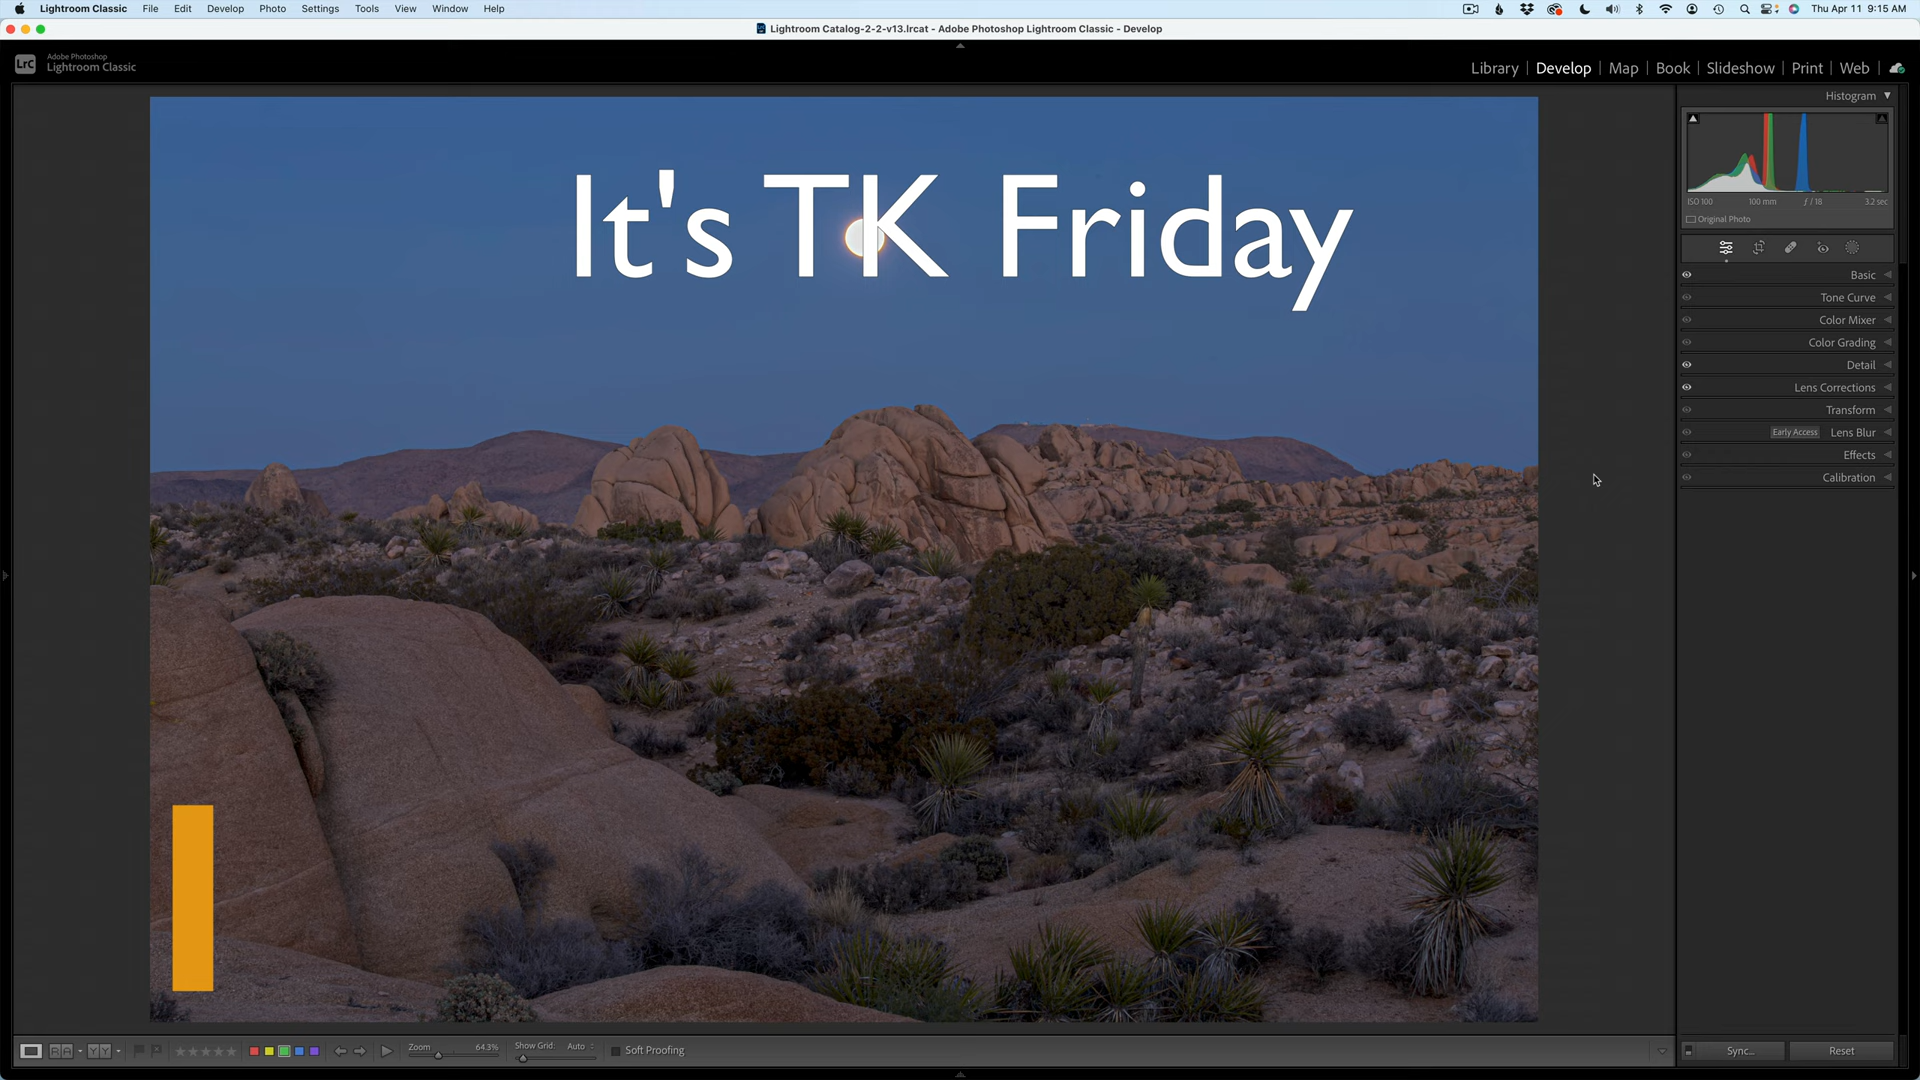 Lightroom Classic File Edit Develop Photo Settings Tools View Window Help Thu Apr 11 9:15 AM
Lightroom Catalog-2-2-v13.lrcat - Adobe Photoshop Lightroom Classic - Develop
LrC
Adobe Photoshop
Lightroom Classic
Library | Develop | Map | Book | Slideshow | Print | Web
Histogram
ISO 100 100 mm ƒ / 18 3.2 sec
Original Photo
It's TK Friday
Basic
Tone Curve
Color Mixer
Color Grading
Detail
Lens Corrections
Transform
Early Access Lens Blur
Effects
Calibration
Zoom 64.3% Show Grid: Auto Soft Proofing
Sync... Reset